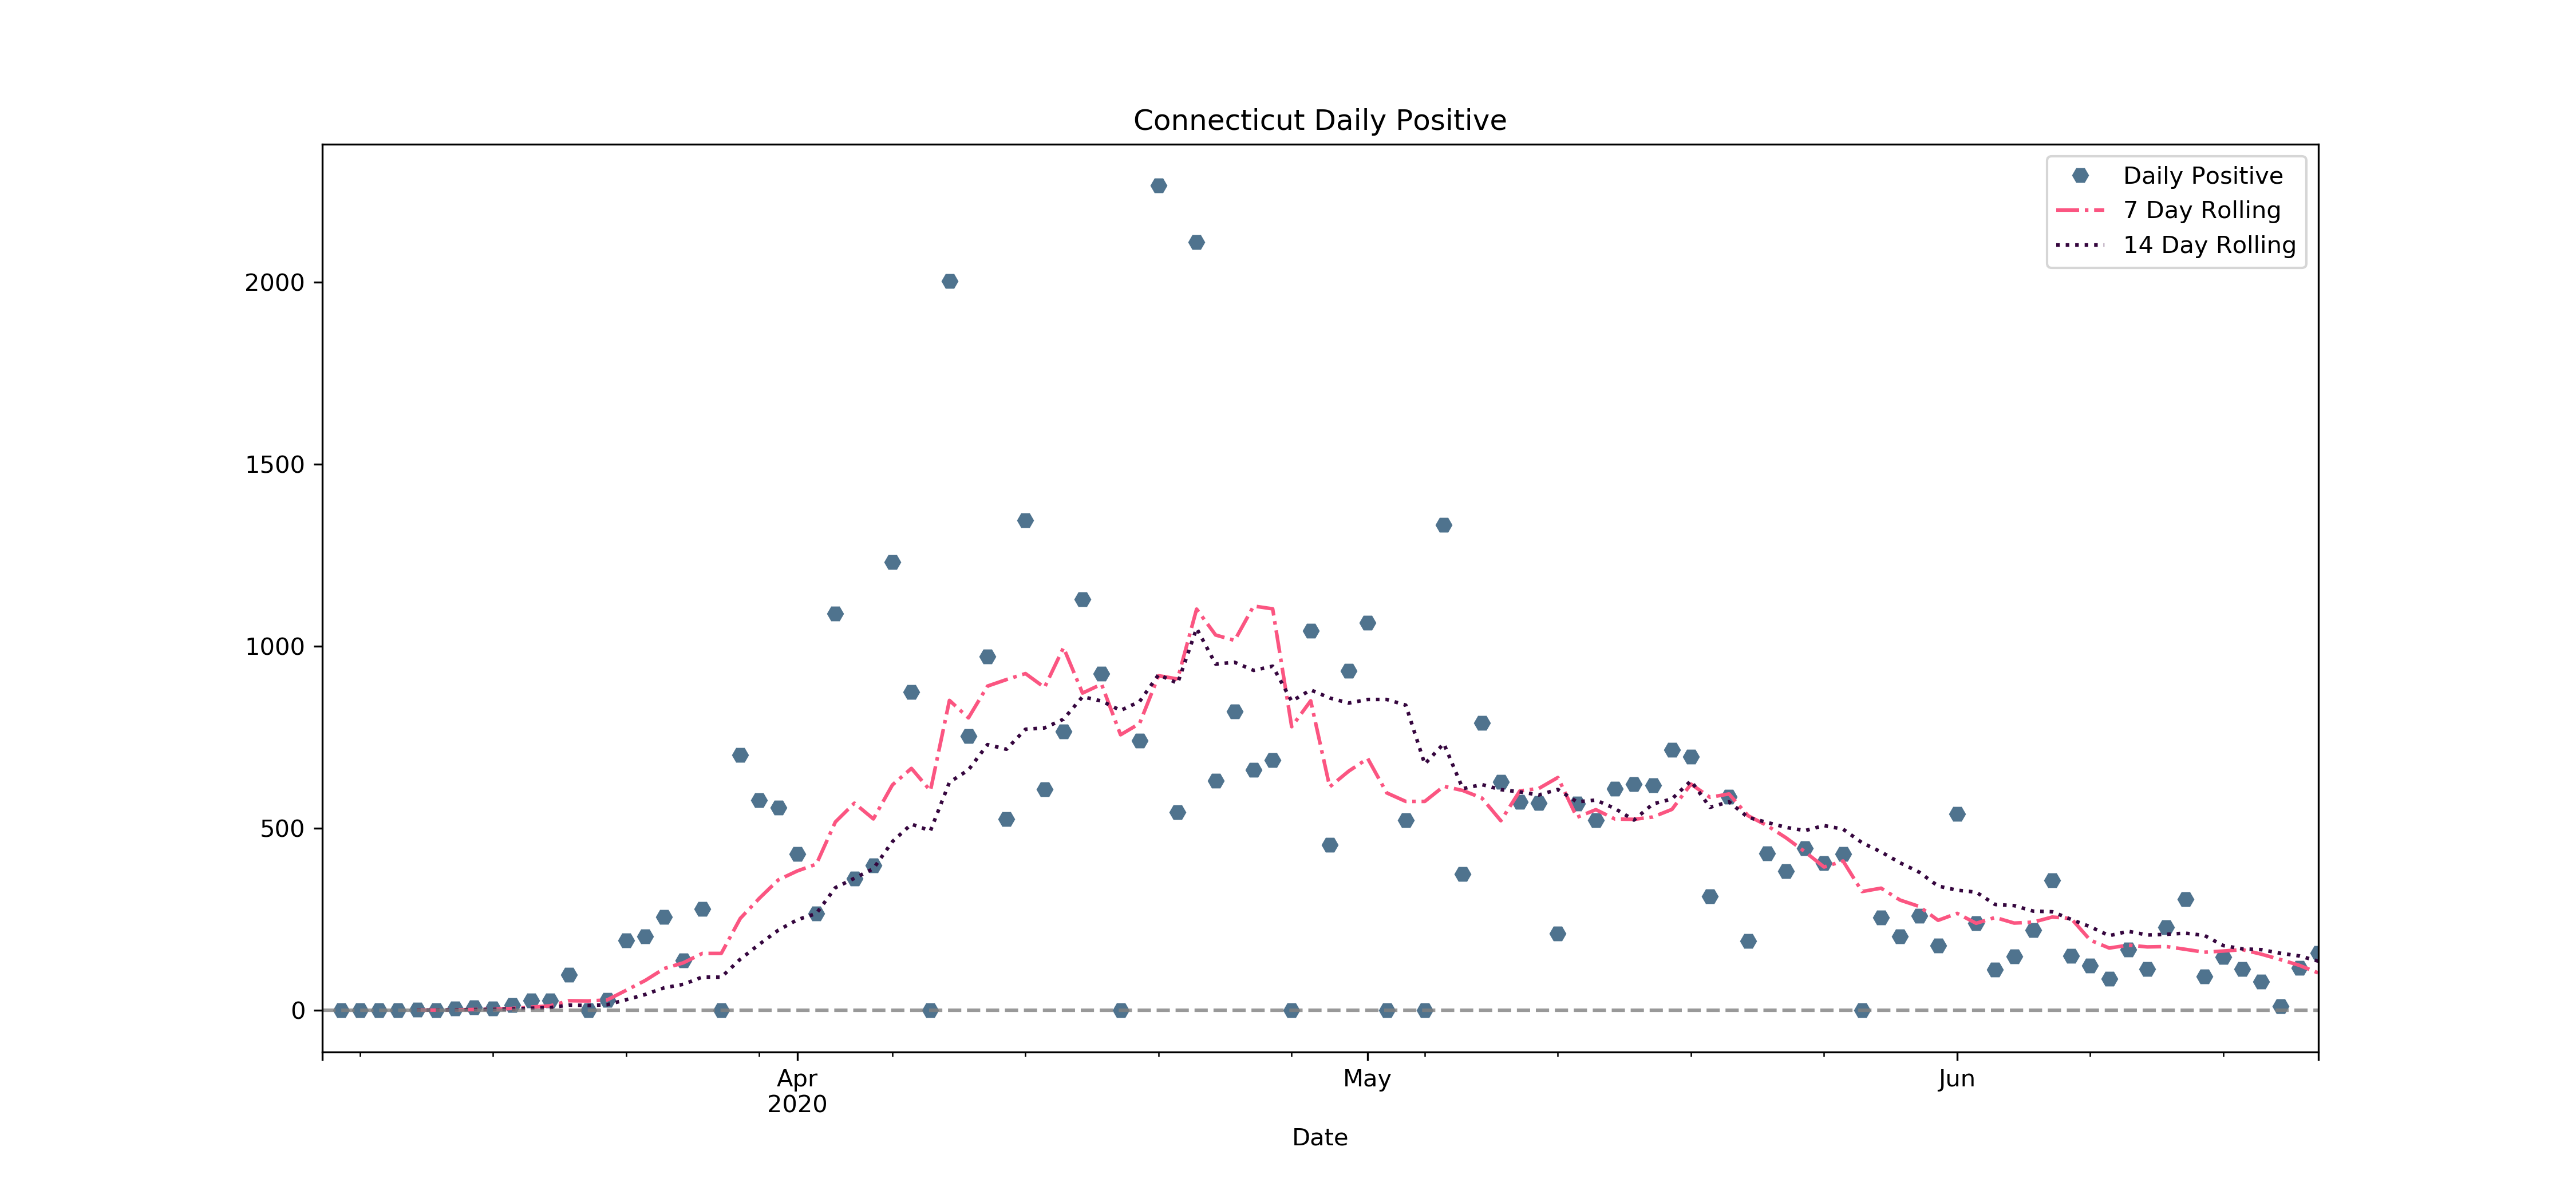 Connecticut Daily Positive
Daily Positive
7 Day Rolling
14 Day Rolling
2000
1500
1000
500
0
Apr
2020
May
Jun
Date